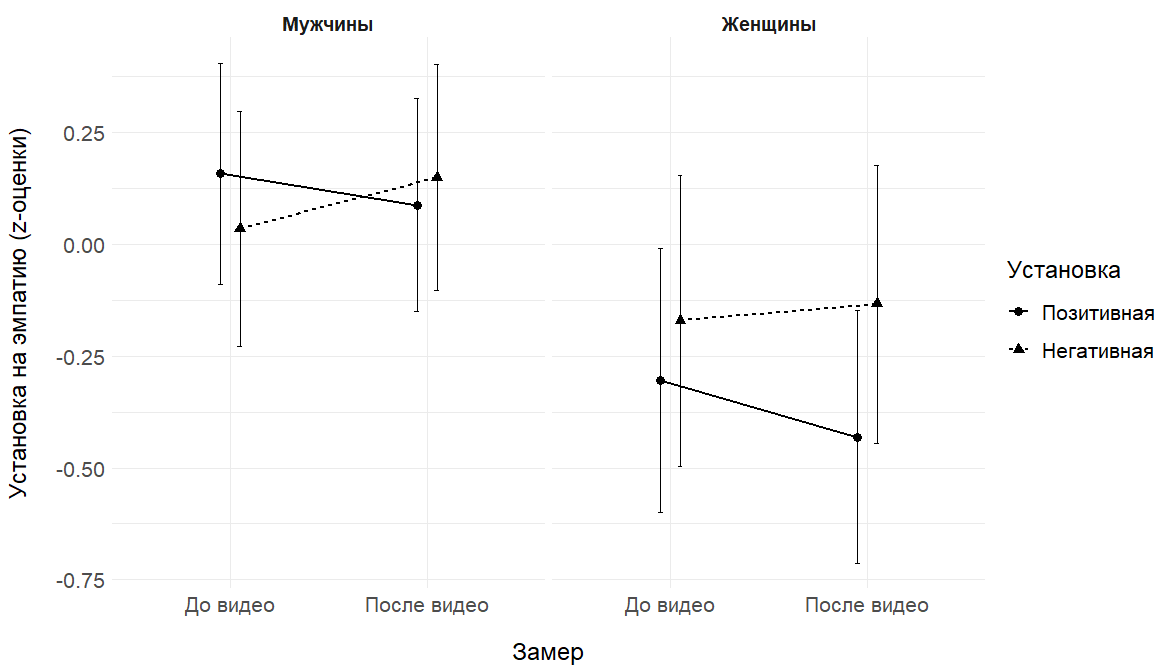 Мужчины
Женщины
Установка на эмпатию (z-оценки)
0.25
0.00
-0.25
-0.50
-0.75
До видео
После видео
До видео
После видео
Замер
Установка
Позитивная
Негативная